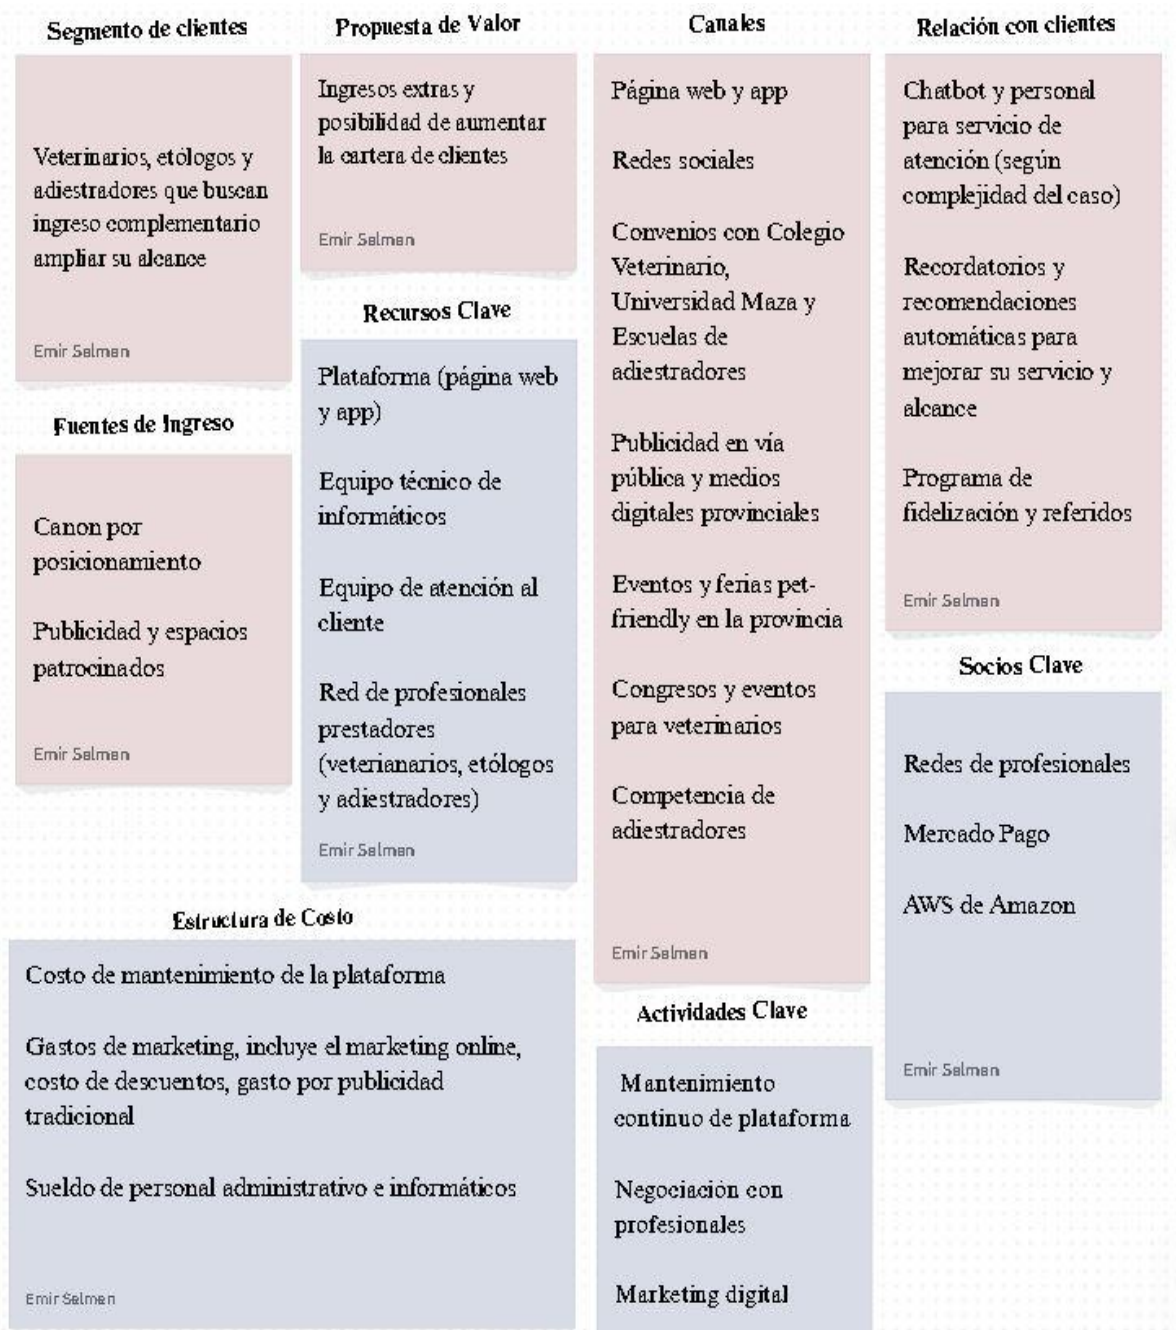 Segmento de clientes
Veterinarios, etólogos y
adiestradores que buscan
ingreso complementario
ampliar su alcance
Emir Selman
Fuentes de Ingreso
Canon por
posicionamiento
Publicidad y espacios
patrocinados
Emir Selman
Propuesta de Valor
Ingresos extras y
posibilidad de aumentar
la cartera de clientes
Emir Selman
Recursos Clave
Plataforma (página web
y app)
Equipo técnico de
informáticos
Equipo de atención al
cliente
Red de profesionales
prestadores
(veterianarios, etólogos
y adiestradores)
Emir Selman
Canales
Página web y app
Redes sociales
Convenios con Colegio
Veterinario,
Universidad Maza y
Escuelas de
adiestradores
Publicidad en vía
pública y medios
digitales provinciales
Eventos y ferias pet-
friendly en la provincia
Congresos y eventos
para veterinarios
Competencia de
adiestradores
Emir Selman
Relación con clientes
Chatbot y personal
para servicio de
atención (según
complejidad del caso)
Recordatorios y
recomendaciones
automáticas para
mejorar su servicio y
alcance
Programa de
fidelización y referidos
Emir Selman
Socios Clave
Redes de profesionales
Mercado Pago
AWS de Amazon
Emir Selman
Estructura de Costo
Costo de mantenimiento de la plataforma
Gastos de marketing, incluye el marketing online,
costo de descuentos, gasto por publicidad
tradicional
Sueldo de personal administrativo e informáticos
Emir Selman
Actividades Clave
Mantenimiento
continuo de plataforma
Negociación con
profesionales
Marketing digital